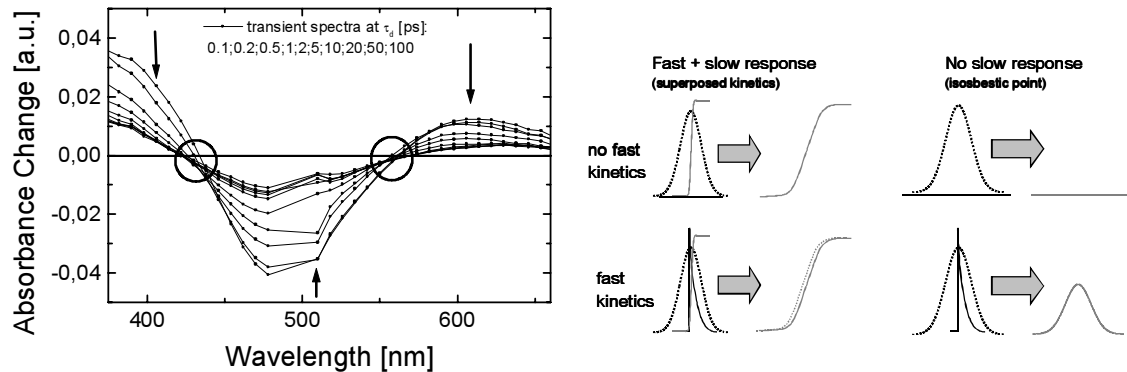 transient spectra at τd [ps]:
0.1;0.2;0.5;1;2;5;10;20;50;100
Absorbance Change [a.u.]
0,04
0,02
0,00
-0,02
-0,04
400
500
600
Wavelength [nm]
Fast + slow response
(superposed kinetics)
No slow response
(isosbestic point)
no fast
kinetics
fast
kinetics